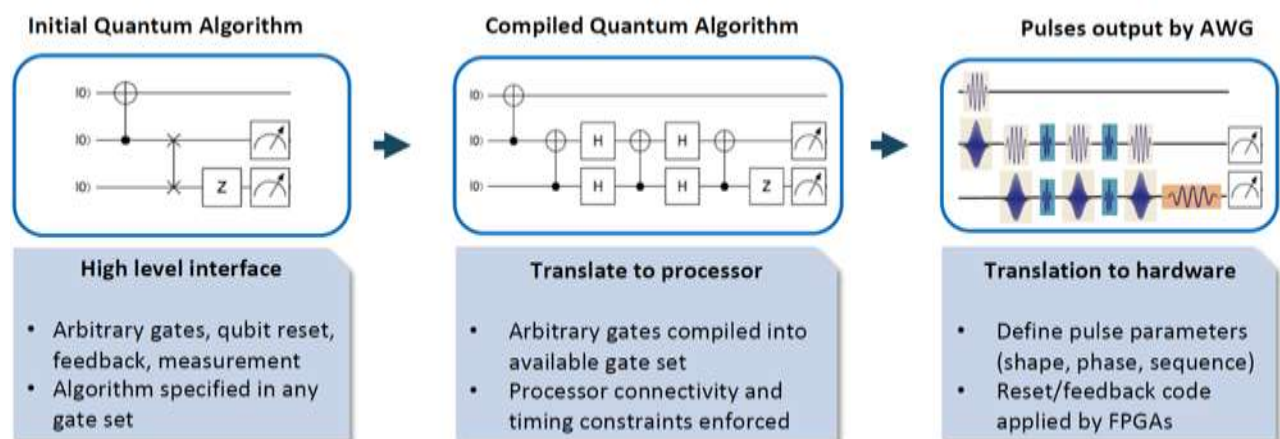 Initial Quantum Algorithm
Compiled Quantum Algorithm
Pulses output by AWG
|0⟩
|0⟩
|0⟩
Z
|0⟩
|0⟩
H
H
|0⟩
H
H
Z
High level interface
• Arbitrary gates, qubit reset,
feedback, measurement
• Algorithm specified in any
gate set
Translate to processor
• Arbitrary gates compiled into
available gate set
• Processor connectivity and
timing constraints enforced
Translation to hardware
• Define pulse parameters
(shape, phase, sequence)
• Reset/feedback code
applied by FPGAs